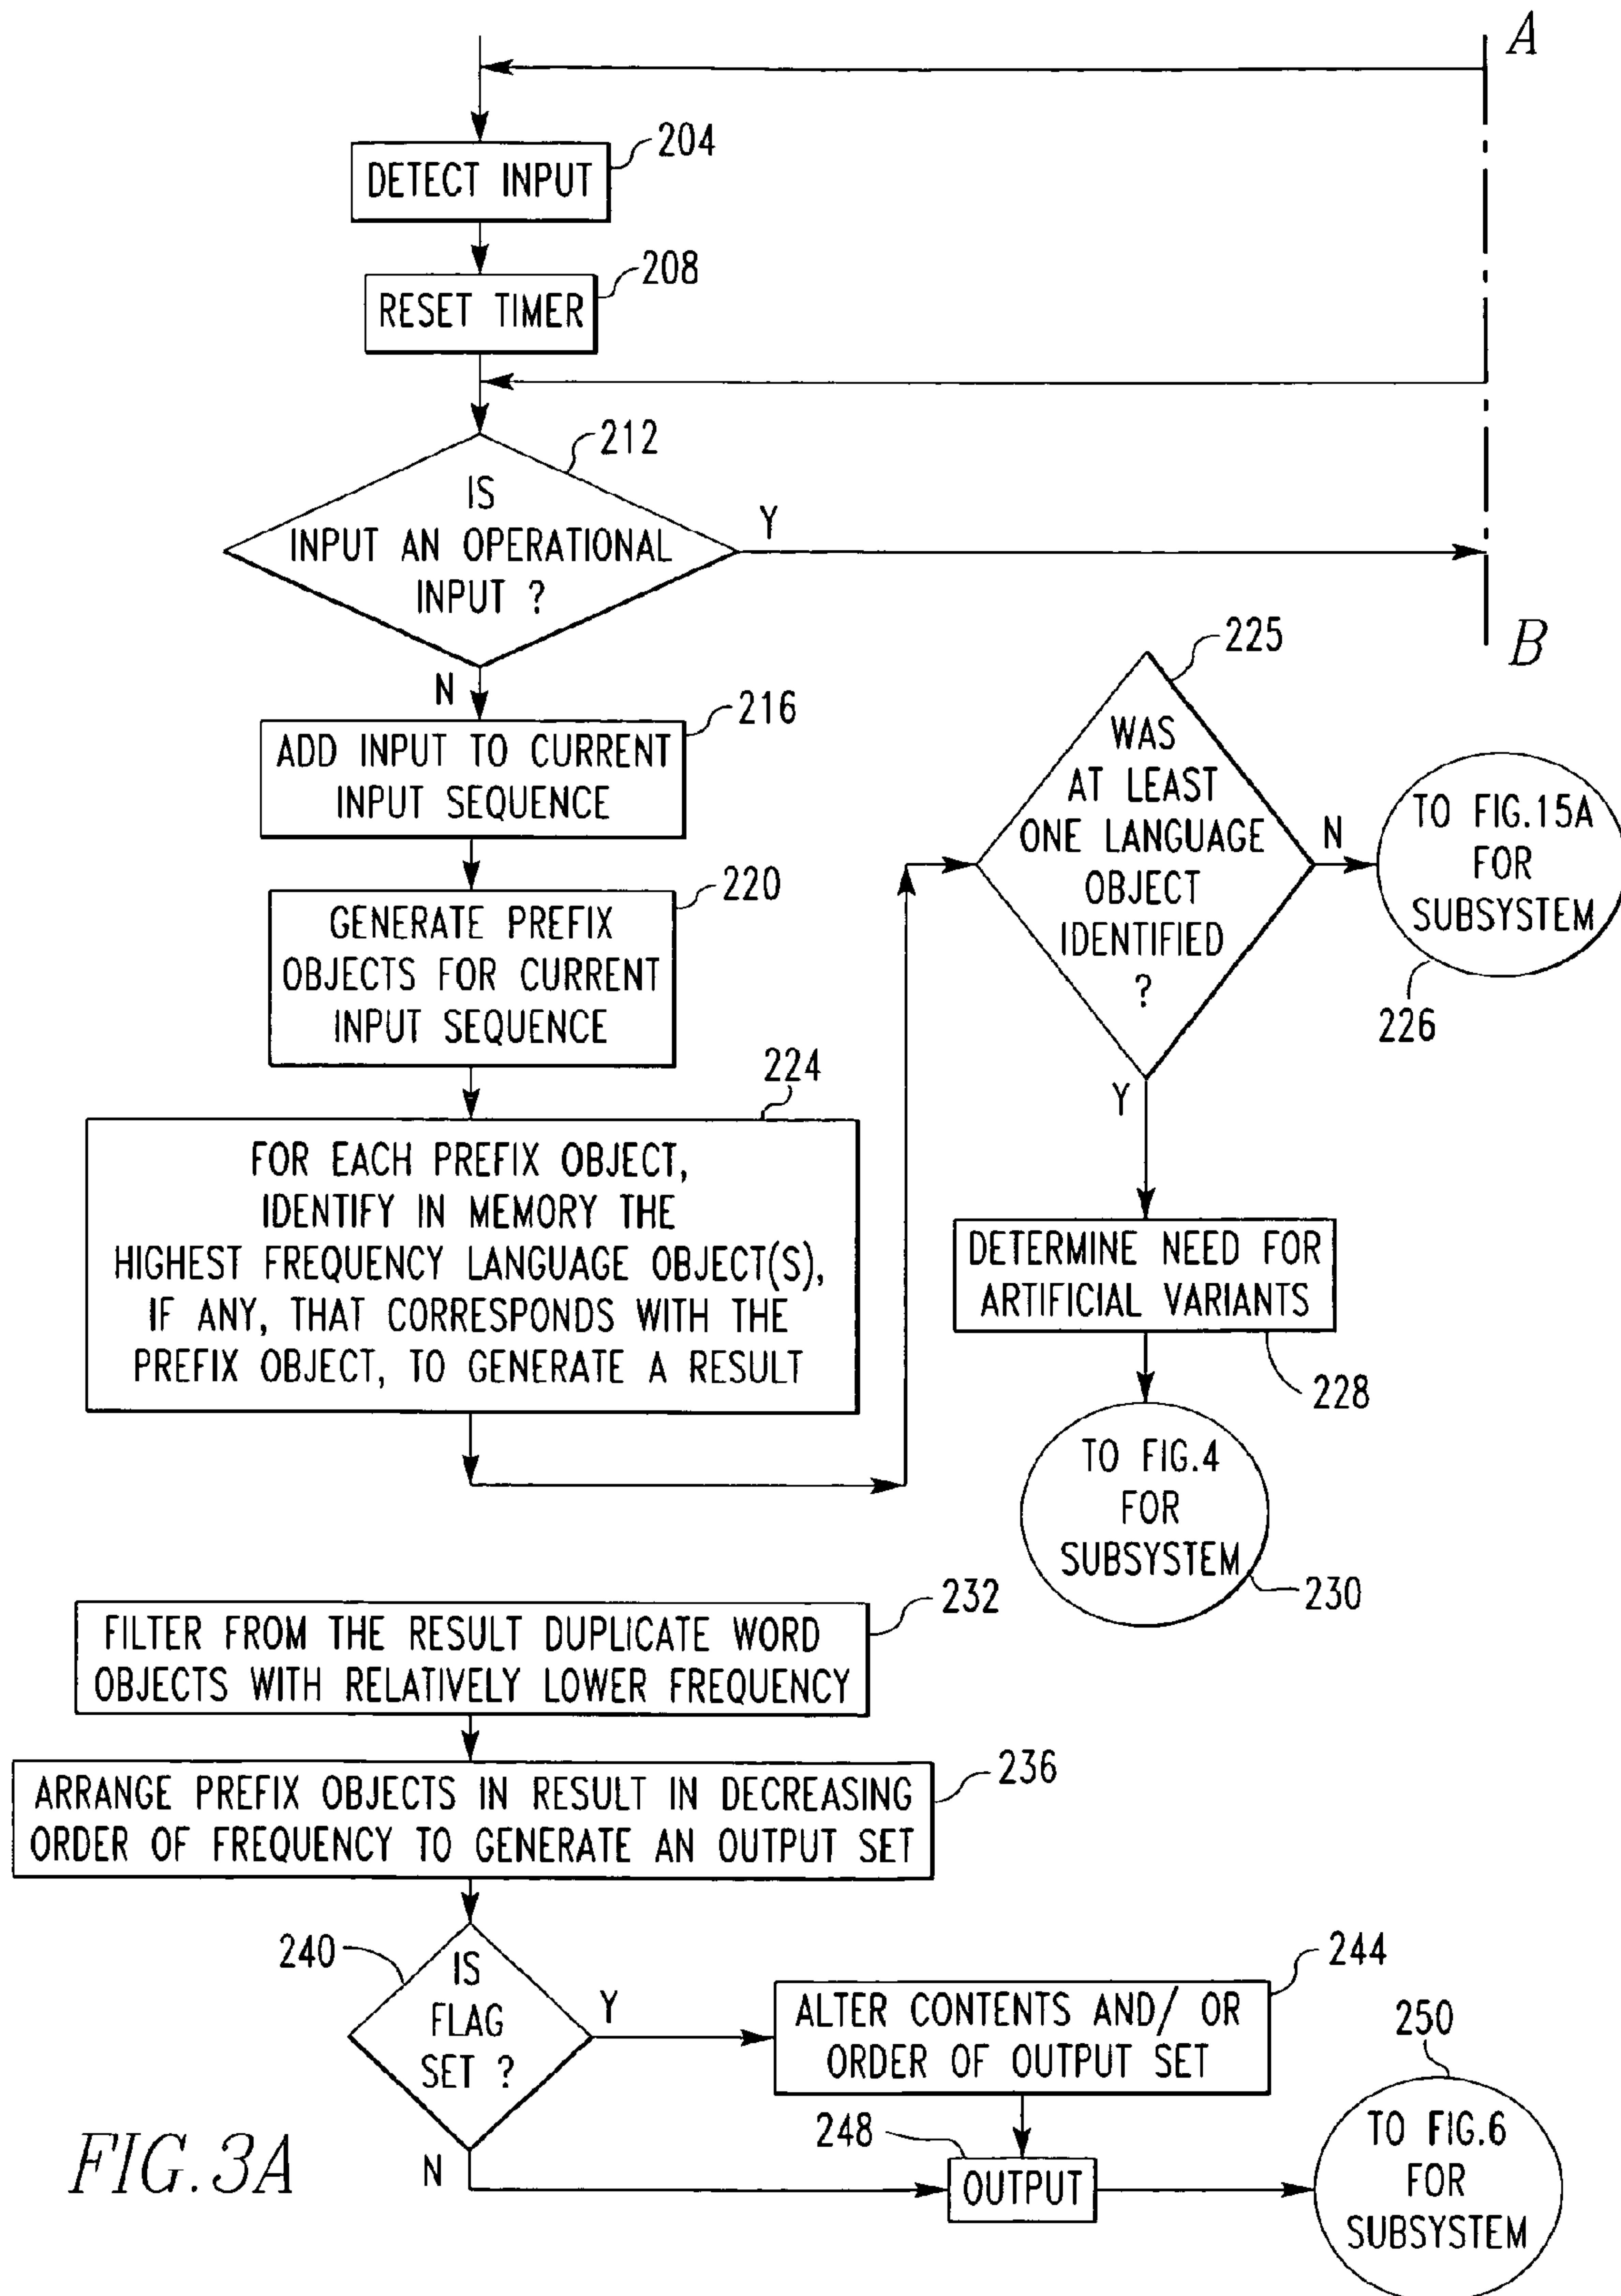 A
204
DETECT INPUT
208
RESET TIMER
212
IS
INPUT AN OPERATIONAL
INPUT ?
Y
N
B
216
ADD INPUT TO CURRENT
INPUT SEQUENCE
220
GENERATE PREFIX
OBJECTS FOR CURRENT
INPUT SEQUENCE
224
FOR EACH PREFIX OBJECT,
IDENTIFY IN MEMORY THE
HIGHEST FREQUENCY LANGUAGE OBJECT(S),
IF ANY, THAT CORRESPONDS WITH THE
PREFIX OBJECT, TO GENERATE A RESULT
225
WAS
AT LEAST
ONE LANGUAGE
OBJECT
IDENTIFIED
?
N
TO FIG.15A
FOR
SUBSYSTEM
226
Y
DETERMINE NEED FOR
ARTIFICIAL VARIANTS
228
TO FIG.4
FOR
SUBSYSTEM
230
232
FILTER FROM THE RESULT DUPLICATE WORD
OBJECTS WITH RELATIVELY LOWER FREQUENCY
236
ARRANGE PREFIX OBJECTS IN RESULT IN DECREASING
ORDER OF FREQUENCY TO GENERATE AN OUTPUT SET
240
IS
FLAG
SET ?
Y
244
ALTER CONTENTS AND/ OR
ORDER OF OUTPUT SET
N
248
OUTPUT
250
TO FIG.6
FOR
SUBSYSTEM
FIG.3A